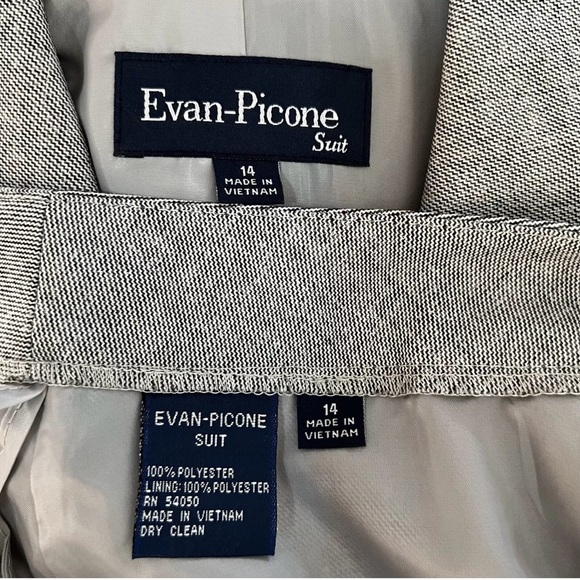 Evan-Picone
Suit
14
MADE IN
VIETNAM
EVAN-PICONE
SUIT
100% POLYESTER
LINING: 100% POLYESTER
RN 54050
MADE IN VIETNAM
DRY CLEAN
14
MADE IN
VIETNAM